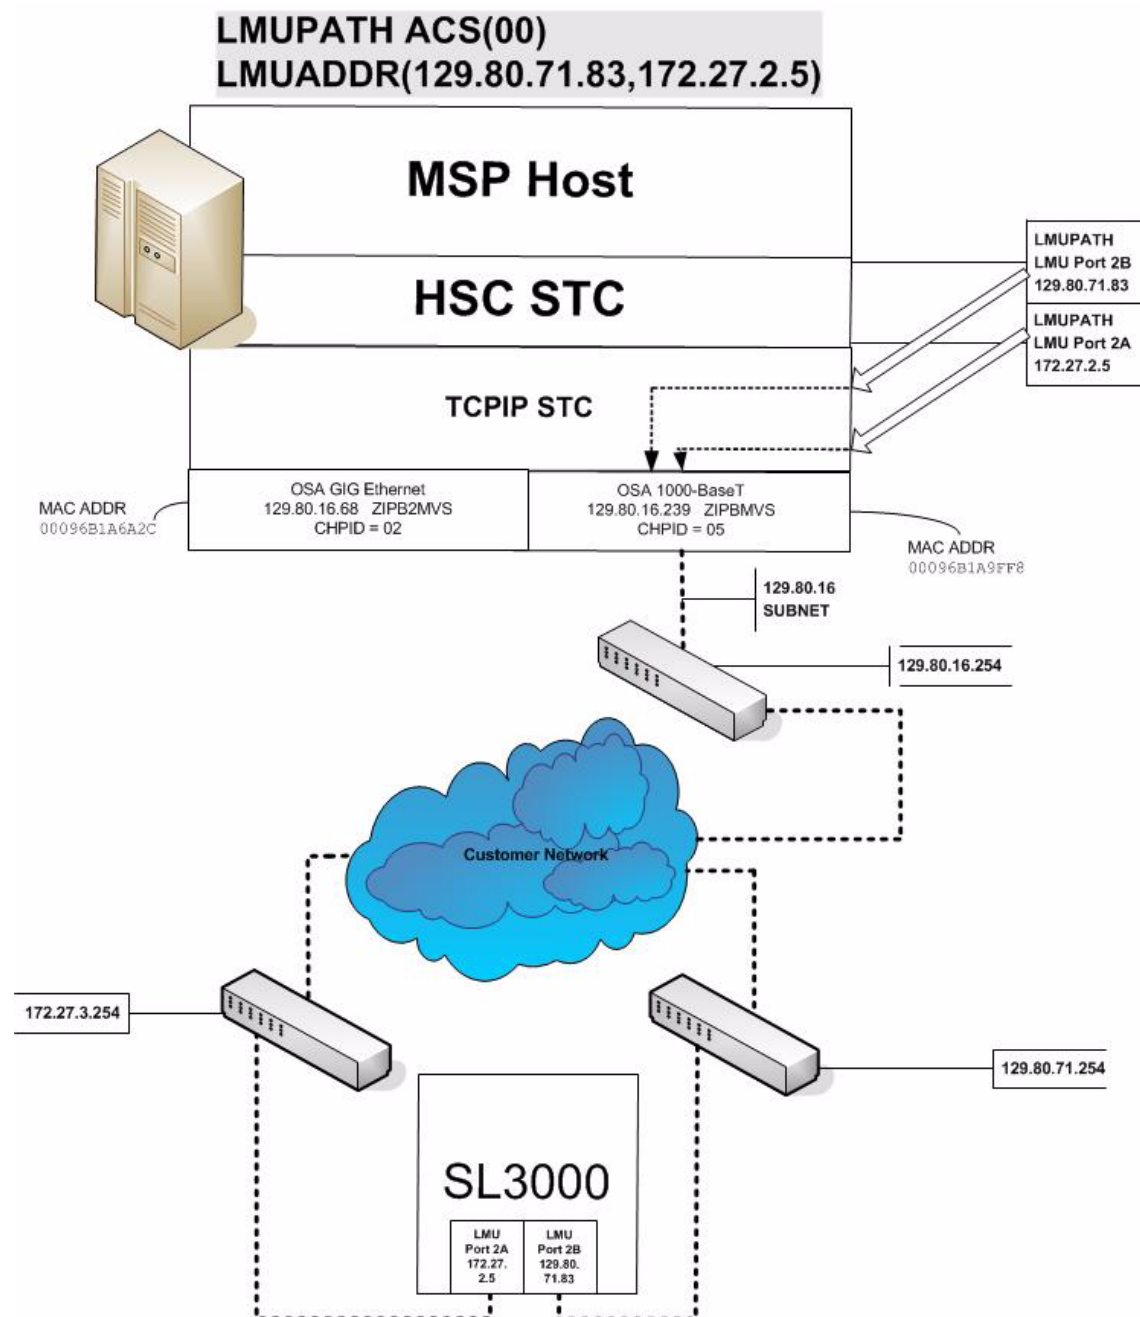 LMUPATH ACS(00)
LMUADDR(129.80.71.83,172.27.2.5)
MSP Host
HSC STC
TCPIP STC
LMUPATH
LMU Port 2B
129.80.71.83
LMUPATH
LMU Port 2A
172.27.2.5
OSA GIG Ethernet
129.80.16.68 ZIPB2MVS
CHPID = 02
OSA 1000-BaseT
129.80.16.239 ZIPBMVS
CHPID = 05
MAC ADDR
00096B1A6A2C
MAC ADDR
00096B1A9FF8
129.80.16
SUBNET
129.80.16.254
Customer Network
172.27.3.254
129.80.71.254
SL3000
LMU
Port 2A
172.27.
2.5
LMU
Port 2B
129.80.
71.83